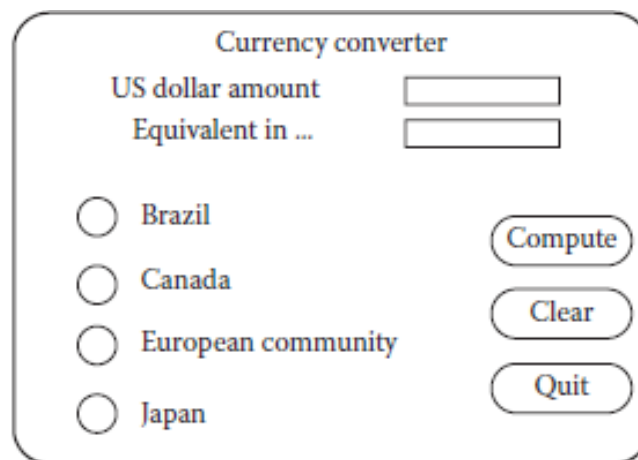 Currency converter
US dollar amount
Equivalent in ...
Brazil
Canada
European community
Japan
Compute
Clear
Quit